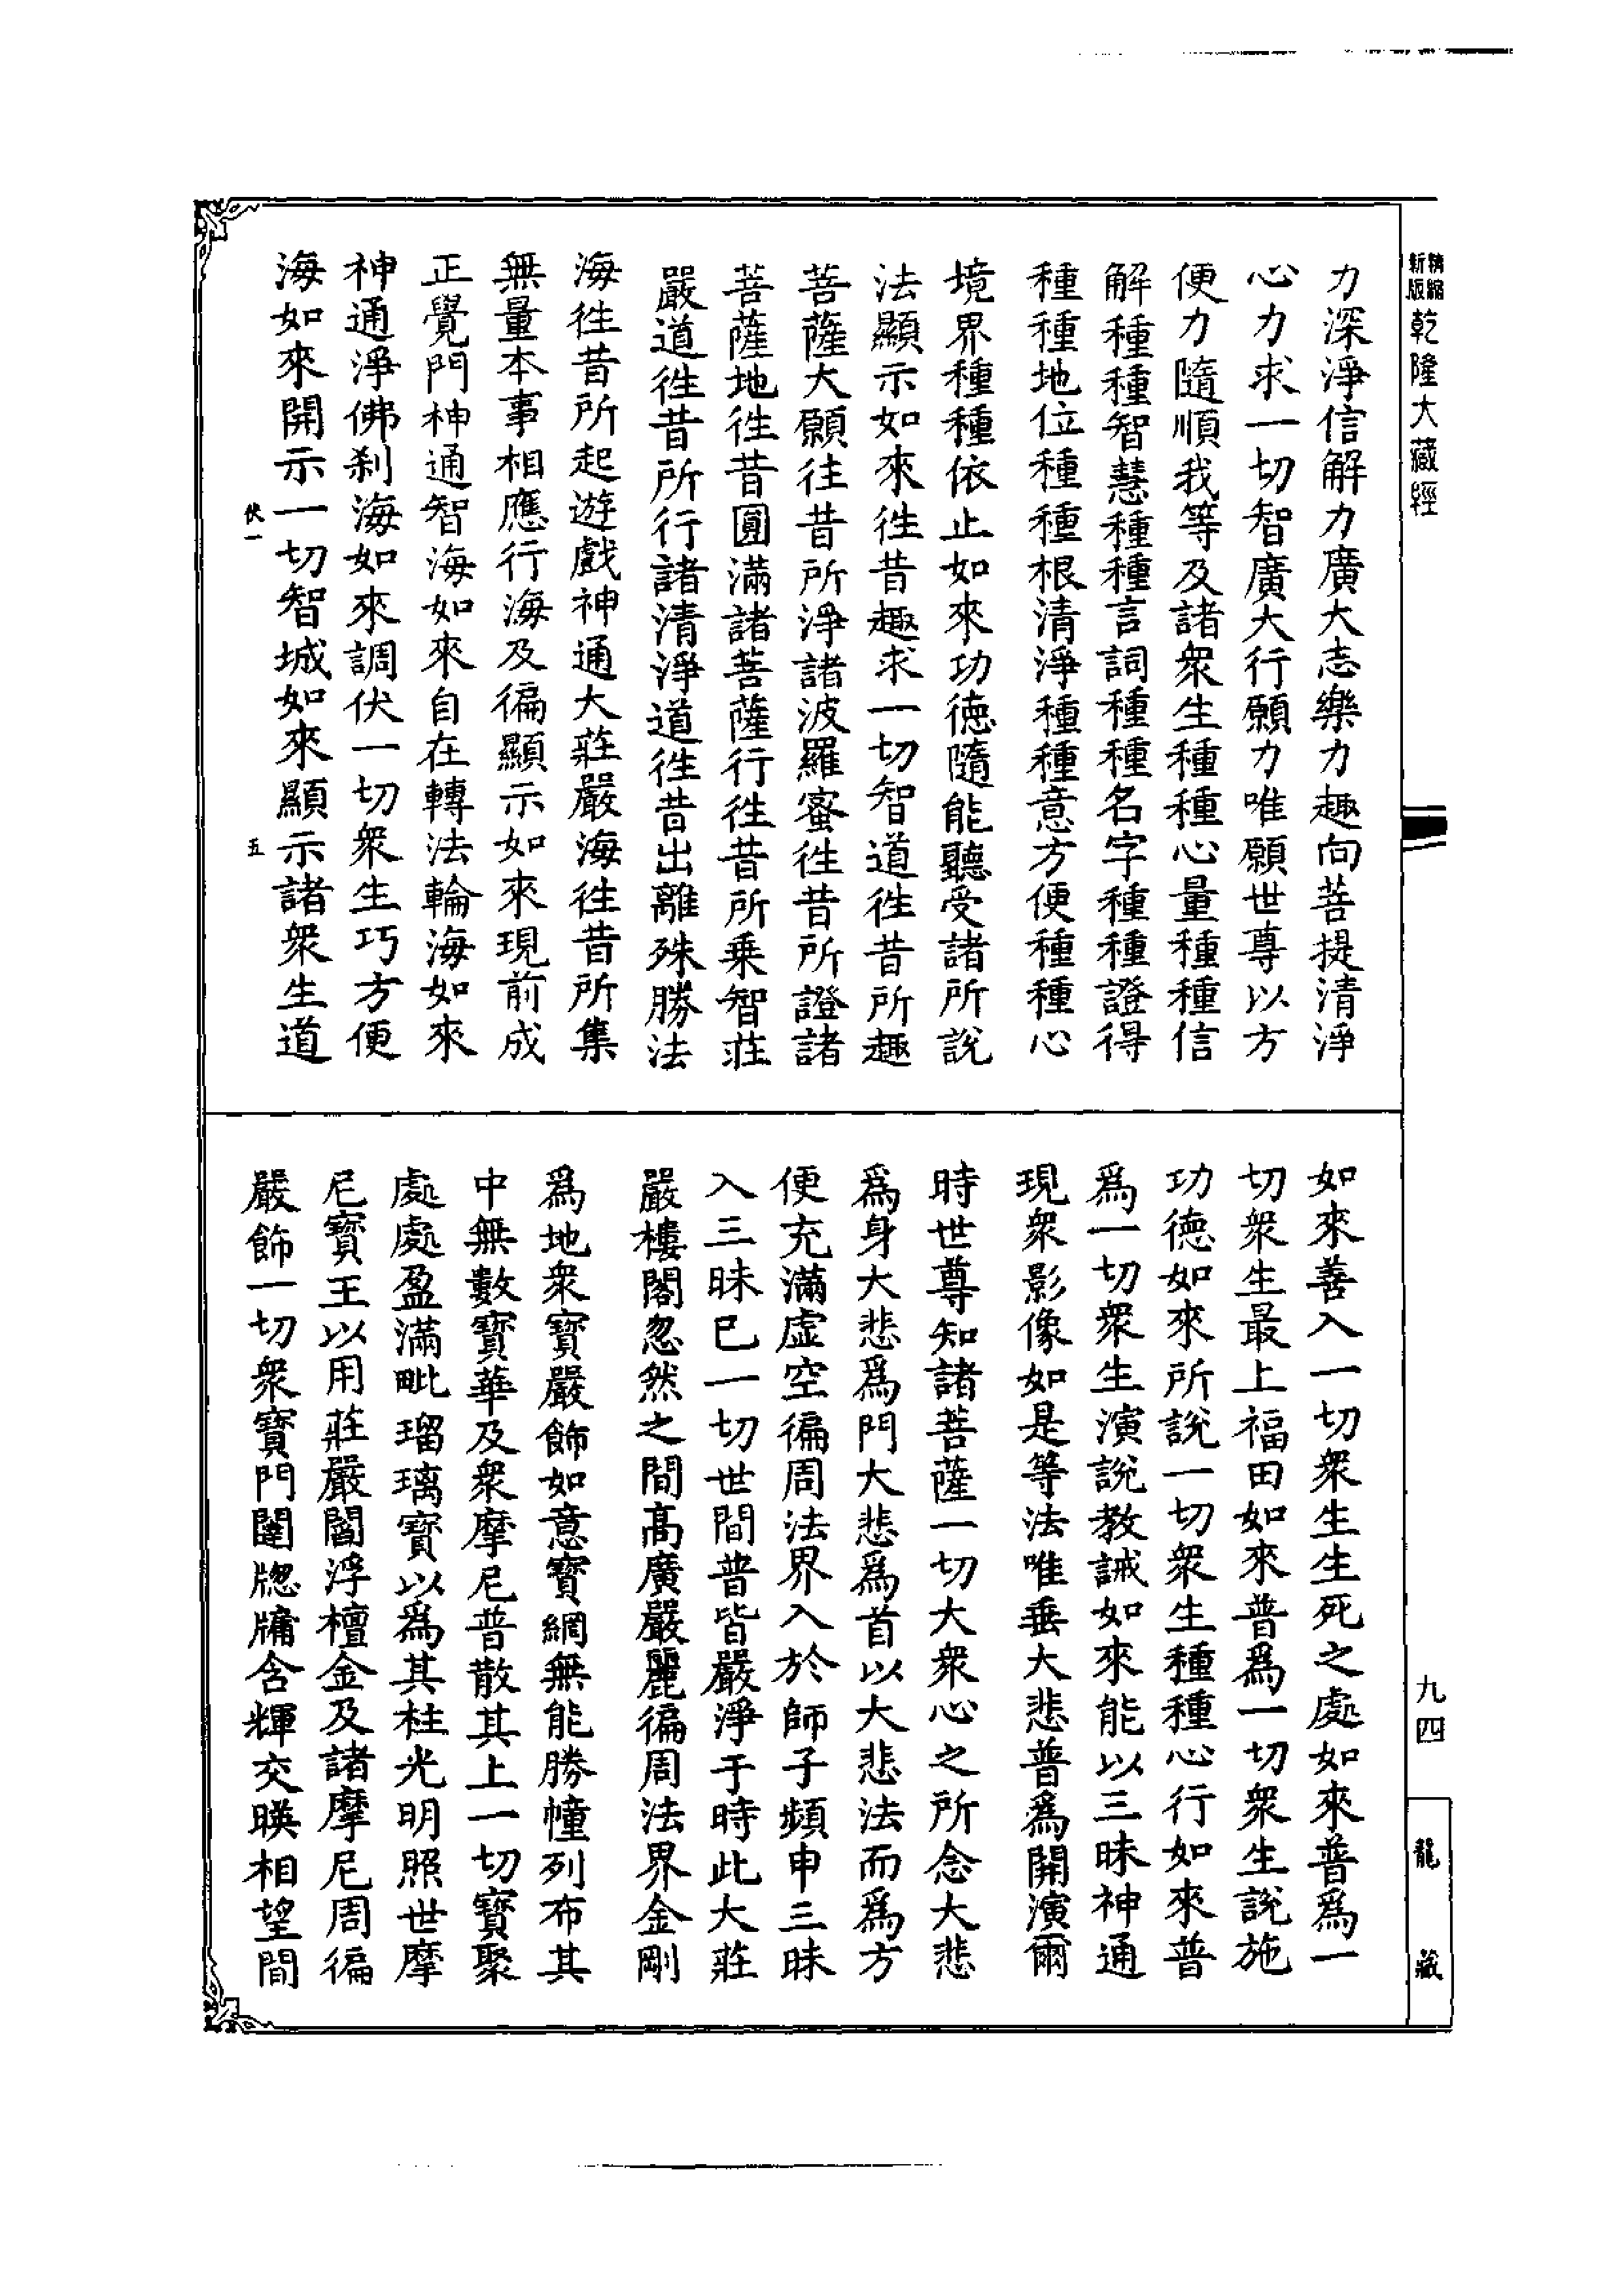 精縮新版乾隆大藏經
力深淨信解力廣大志樂力趣向菩提清淨
心力求一切智廣大行願力唯願世尊以方
便力隨順我等及諸衆生種種心量種種信
解種種智慧種種言詞種種名字種種證得
種種地位種種根清淨種種意方便種種心
境界種種依止如來功德隨能聽受諸所說
法顯示如來徃昔趣求一切智道徃昔所趣
菩薩大願往昔所淨諸波羅蜜徃昔所證諸
菩薩地徃昔圓滿諸菩薩行徃昔所乗智莊
嚴道徃昔所行諸清淨道徃昔出離殊勝法
海徃昔所起遊戲神通大莊嚴海徃昔所集
無量本事相應行海及徧顯示如來現前成
正覺門神通智海如來自在轉法輪海如來
神通淨佛刹海如來調伏一切衆生巧方便
海如來開示一切智城如來顯示諸衆生道
伏一
五
如來善入一切衆生生死之處如來普爲一
切衆生最上福田如來普爲一切衆生說施
功德如來所說一切衆生種種心行如來普
爲一切衆生演說教誡如來能以三昧神通
現衆影像如是等法唯垂大悲普爲開演爾
時世尊知諸菩薩一切大衆心之所念大悲
爲身大悲爲門大悲爲首以大悲法而爲方
便充滿虛空徧周法界入於師子頻申三昧
入三昧已一切世間普皆嚴淨于時此大莊
嚴樓閣忽然之間高廣嚴麗徧周法界金剛
爲地衆寶嚴飾如意寶網無能勝幢列布其
中無數寶華及衆摩尼普散其上一切寶聚
處處盈滿毗瑠璃寶以爲其柱光明照世摩
尼寶王以用莊嚴閻浮檀金及諸摩尼周徧
嚴飾一切衆寶門闥牎牗含輝交暎相望間
九四
龍藏